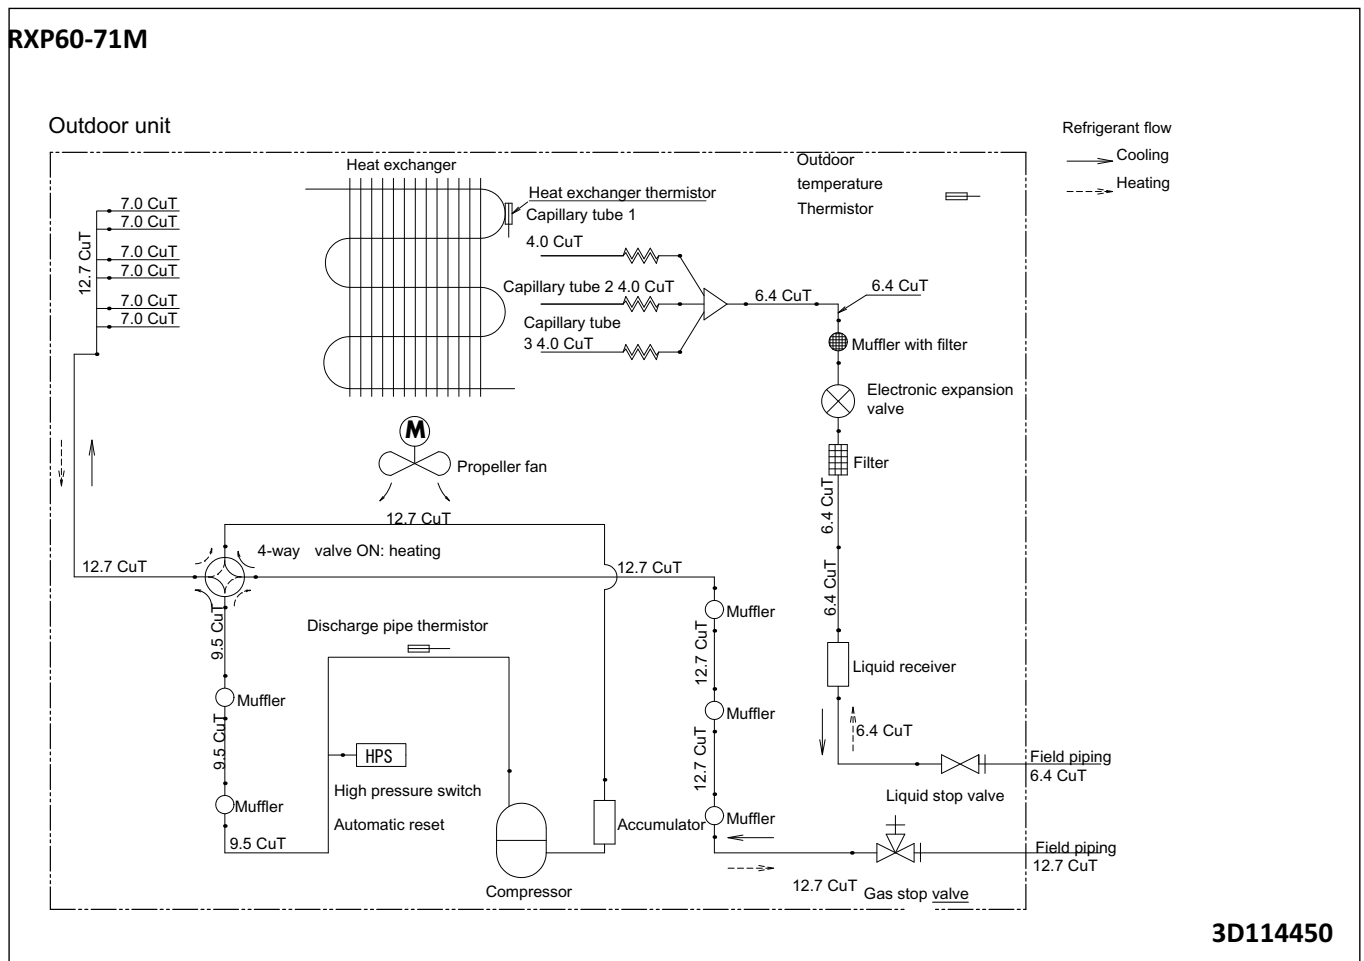 RXP60-71M
Outdoor unit
Refrigerant flow
Cooling
Heating
Heat exchanger
Outdoor
temperature
Thermistor
Heat exchanger thermistor
Capillary tube 1
4.0 CuT
Capillary tube 2 4.0 CuT
Capillary tube
3 4.0 CuT
7.0 CuT
7.0 CuT
7.0 CuT
7.0 CuT
7.0 CuT
7.0 CuT
12.7 CuT
6.4 CuT
6.4 CuT
Muffler with filter
Electronic expansion
valve
Filter
6.4 CuT
6.4 CuT
M
Propeller fan
12.7 CuT
4-way valve ON: heating
12.7 CuT
12.7 CuT
9.5 CuT
Discharge pipe thermistor
Muffler
12.7 CuT
Liquid receiver
Muffler
Muffler
9.5 CuT
12.7 CuT
6.4 CuT
HPS
High pressure switch
Automatic reset
Muffler
9.5 CuT
Compressor
Accumulator
Muffler
Field piping
6.4 CuT
Liquid stop valve
Field piping
12.7 CuT
12.7 CuT
Gas stop valve
3D114450